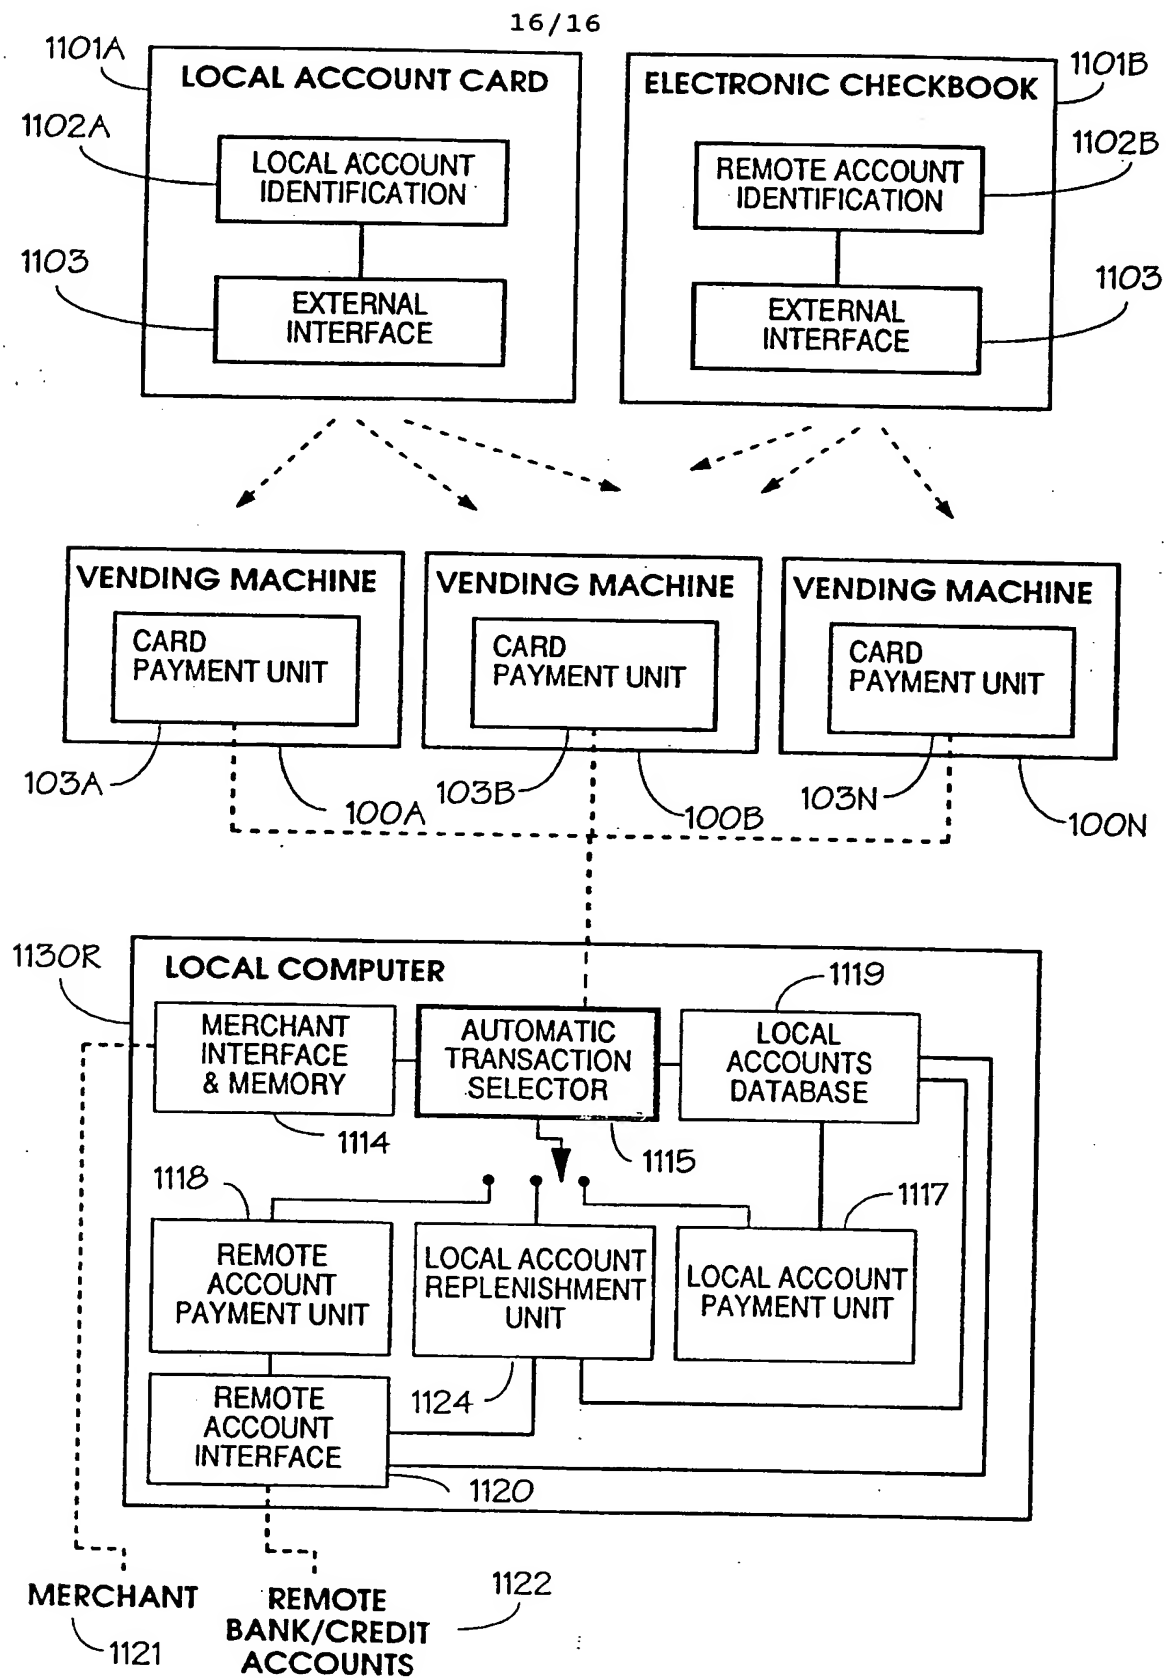 16/16
1101A
LOCAL ACCOUNT CARD
1102A
LOCAL ACCOUNT
IDENTIFICATION
1103
EXTERNAL
INTERFACE
ELECTRONIC CHECKBOOK
1101B
REMOTE ACCOUNT
IDENTIFICATION
1102B
EXTERNAL
INTERFACE
1103
VENDING MACHINE
CARD
PAYMENT UNIT
103A
100A
VENDING MACHINE
CARD
PAYMENT UNIT
103B
100B
VENDING MACHINE
CARD
PAYMENT UNIT
103N
100N
1130R
LOCAL COMPUTER
MERCHANT
INTERFACE
& MEMORY
1114
AUTOMATIC
TRANSACTION
SELECTOR
1115
1119
LOCAL
ACCOUNTS
DATABASE
1118
REMOTE
ACCOUNT
PAYMENT UNIT
LOCAL ACCOUNT
REPLENISHMENT
UNIT
1124
1117
LOCAL ACCOUNT
PAYMENT UNIT
REMOTE
ACCOUNT
INTERFACE
1120
MERCHANT
1121
REMOTE
BANK/CREDIT
ACCOUNTS
1122